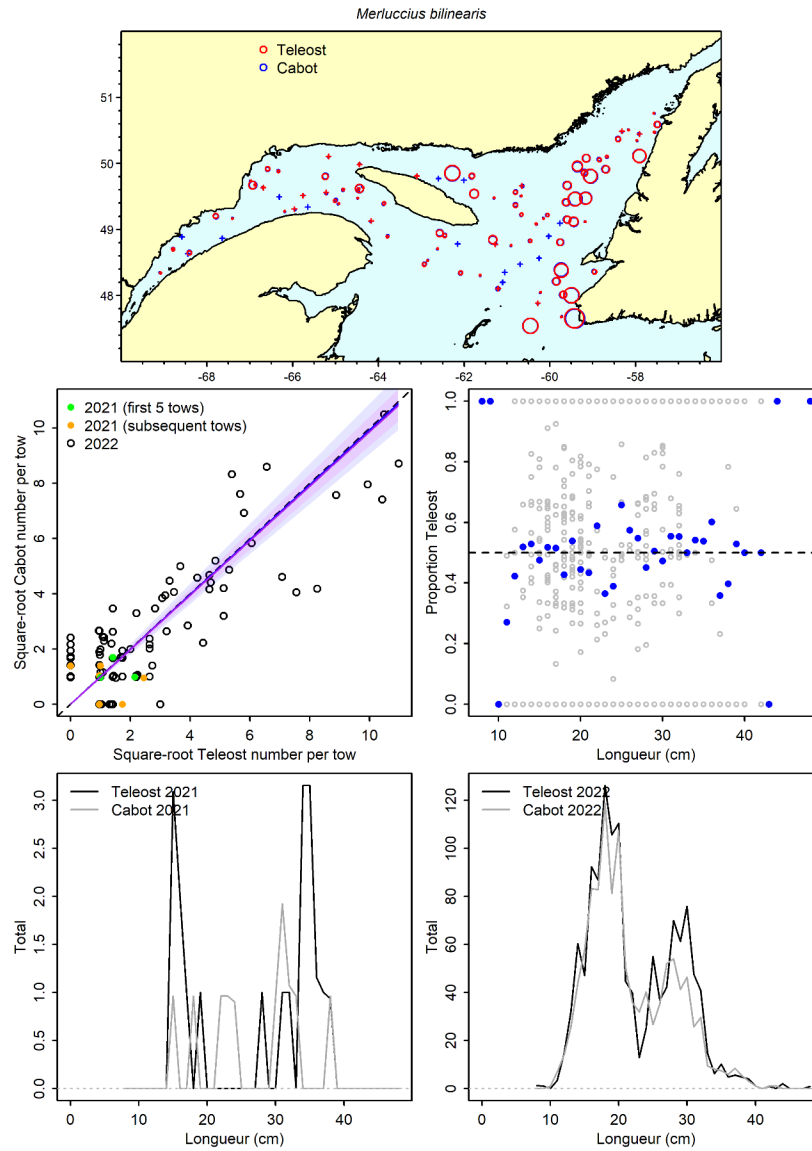 Merluccius bilinearis
Teleost
Cabot
51
50
49
48
−68 −66 −64 −62 −60 −58
2021 (first 5 tows)
2021 (subsequent tows)
2022
Square-root Cabot number per tow
0 2 4 6 8 10
0 2 4 6 8 10
Square-root Teleost number per tow
Proportion Teleost
0.0 0.2 0.4 0.6 0.8 1.0
10 20 30 40
Longueur (cm)
Teleost 2021
Cabot 2021
Total
0.0 0.5 1.0 1.5 2.0 2.5 3.0
0 10 20 30 40
Longueur (cm)
Teleost 2022
Cabot 2022
Total
0 20 40 60 80 100 120
0 10 20 30 40
Longueur (cm)